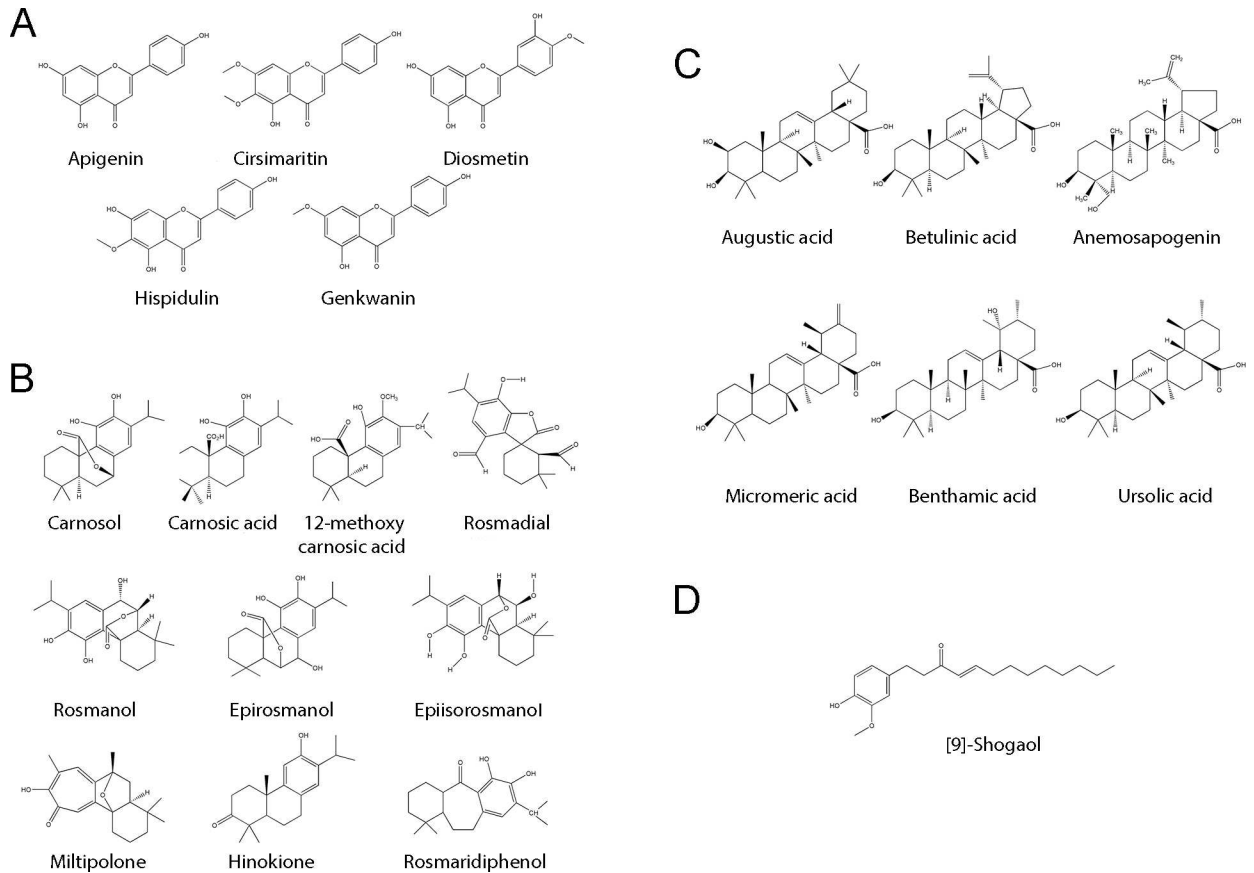 A
Apigenin
Cirsimaritin
Diosmetin
Hispidulin
Genkwanin
B
Carnosol
Carnosic acid
12-methoxy
carnosic acid
Rosmadial
Rosmanol
Epirosmanol
Epiisorosmanol
Miltipolone
Hinokione
Rosmaridiphenol
C
Augustic acid
Betulinic acid
Anemosapogenin
Micromeric acid
Benthamic acid
Ursolic acid
D
[9]-Shogaol